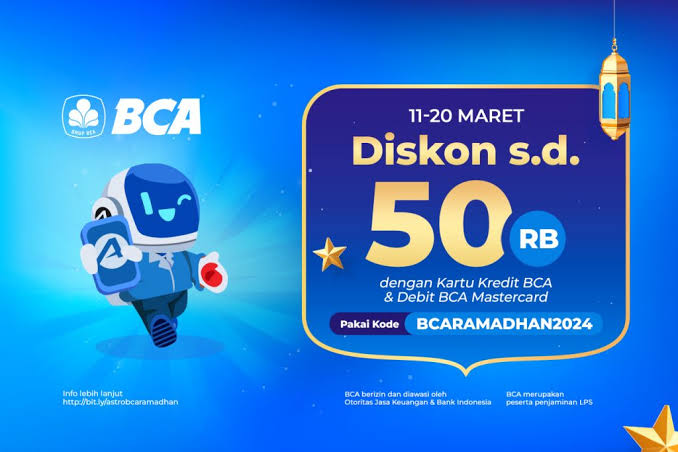 GRUP BCA
BCA
11-20 MARET
Diskon s.d.
50 RB
dengan Kartu Kredit BCA
& Debit BCA Mastercard
Pakai Kode BCARAMADHAN2024
Info lebih lanjut
http://bit.ly/astrobcaramadhan
BCA berizin dan diawasi oleh
Otoritas Jasa Keuangan & Bank Indonesia
BCA merupakan
peserta penjaminan LPS